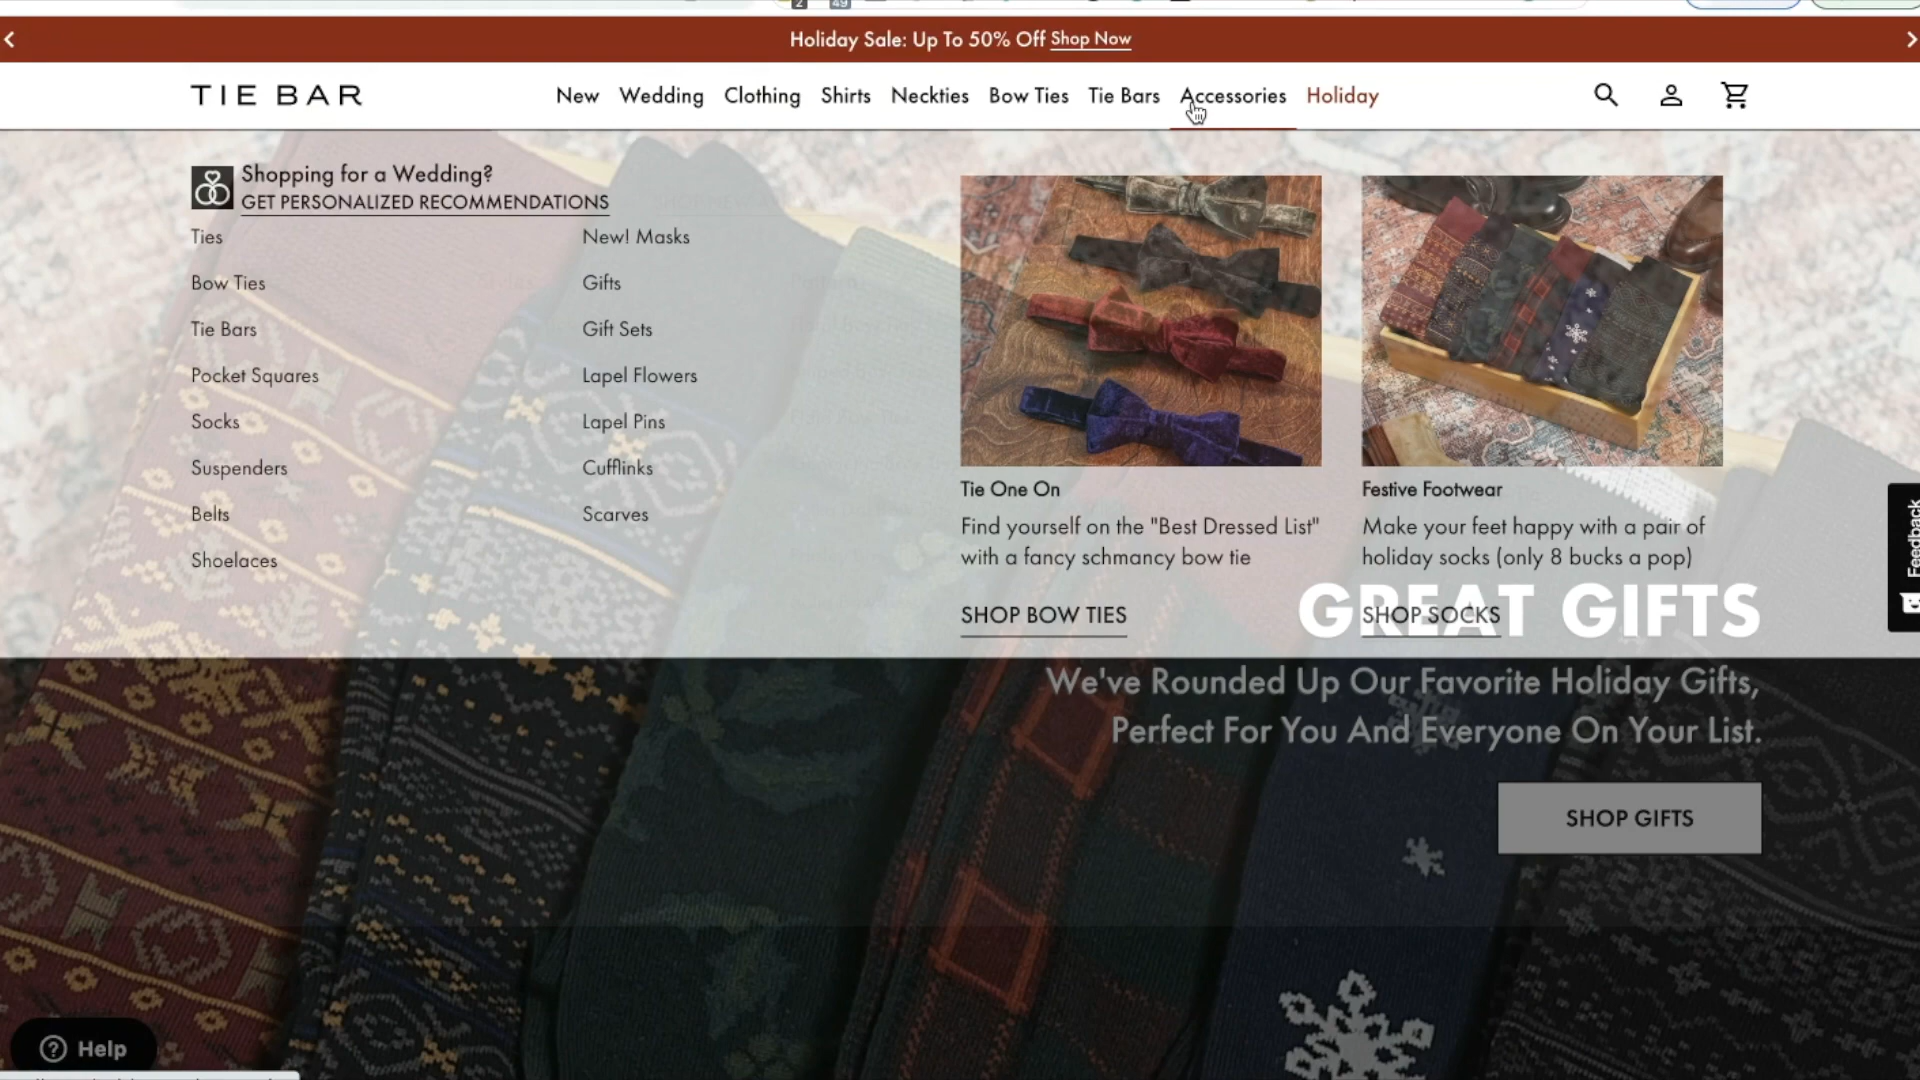 2
49
Holiday Sale: Up To 50% Off Shop Now
TIE BAR
New Wedding Clothing Shirts Neckties Bow Ties Tie Bars Accessories Holiday
Shopping for a Wedding?
GET PERSONALIZED RECOMMENDATIONS
Ties
Bow Ties
Tie Bars
Pocket Squares
Socks
Suspenders
Belts
Shoelaces
New! Masks
Gifts
Gift Sets
Lapel Flowers
Lapel Pins
Cufflinks
Scarves
Tie One On
Find yourself on the "Best Dressed List"
with a fancy schmancy bow tie
SHOP BOW TIES
Festive Footwear
Make your feet happy with a pair of
holiday socks (only 8 bucks a pop)
SHOP SOCKS
GREAT GIFTS
We've Rounded Up Our Favorite Holiday Gifts,
Perfect For You And Everyone On Your List.
SHOP GIFTS
Feedback
Help